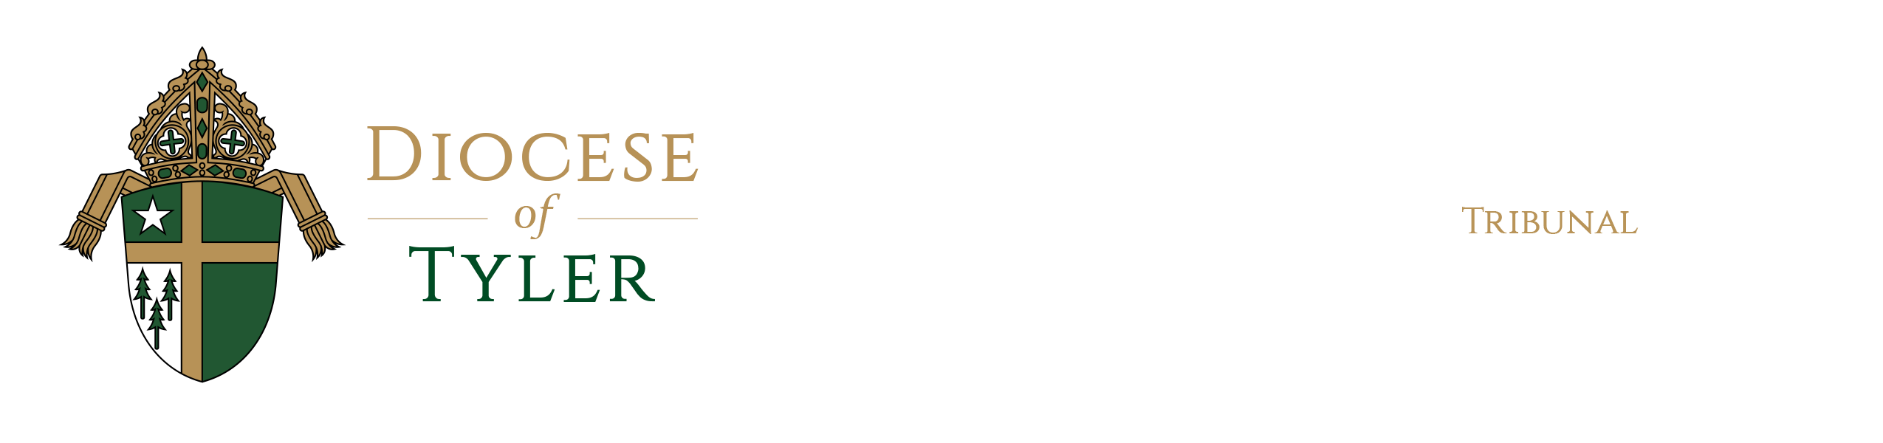 Diocese
of
Tyler
Tribunal